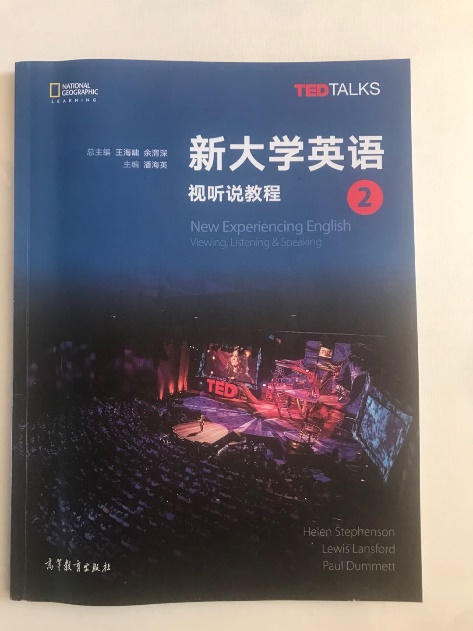 NATIONAL
GEOGRAPHIC
LEARNING
TEDTALKS
总主编 王海啸 余渭深
主编 潘海英
新大学英语
视听说教程
2
New Experiencing English
Viewing, Listening & Speaking
TED
Helen Stephenson
Lewis Lansford
Paul Dummett
高等教育出版社